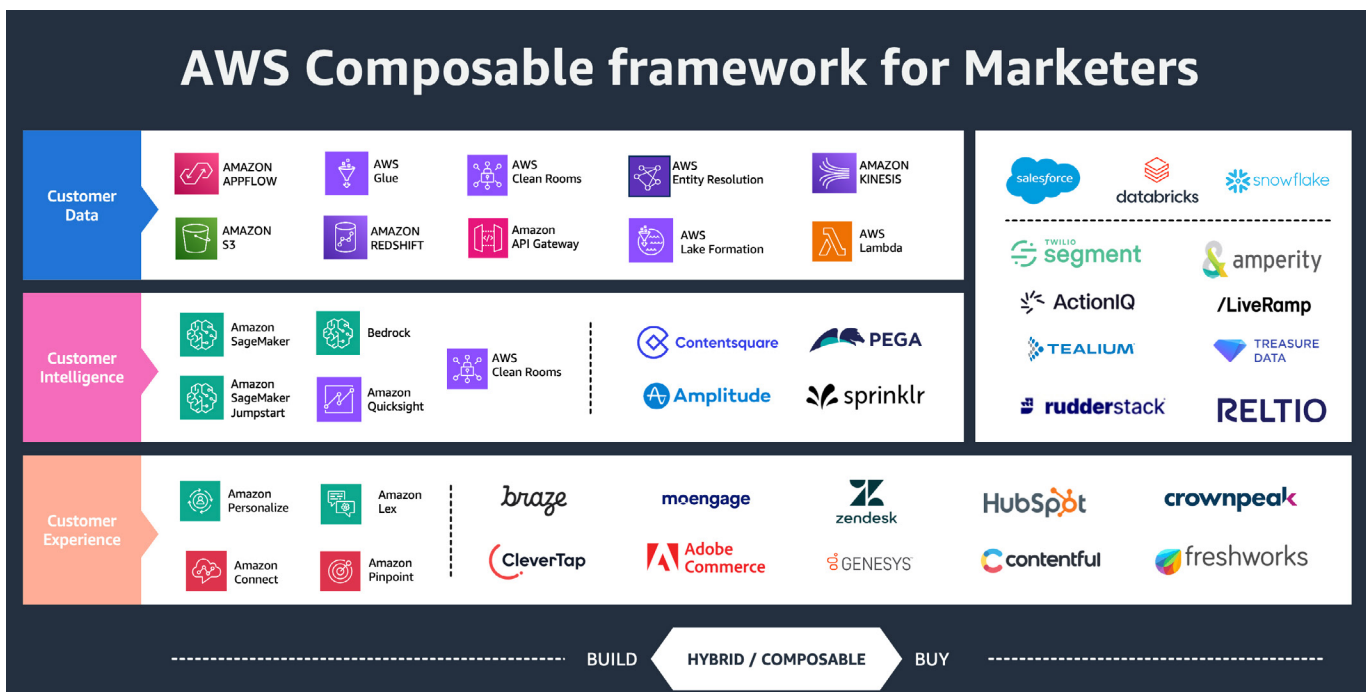 AWS Composable framework for Marketers
Customer
Data
AMAZON
APPFLOW
AWS
Glue
AWS
Clean Rooms
AWS
Entity Resolution
AMAZON
KINESIS
AMAZON
S3
AMAZON
REDSHIFT
Amazon
API Gateway
AWS
Lake Formation
AWS
Lambda
salesforce
databricks
snowflake
TWILIO
segment
amperity
ActionIQ
/LiveRamp
TEALIUM
TREASURE
DATA
rudderstack
RELTIO
Customer
Intelligence
Amazon
SageMaker
Bedrock
AWS
Clean Rooms
Amazon
SageMaker
Jumpstart
Amazon
Quicksight
Contentsquare
PEGA
Amplitude
sprinklr
Customer
Experience
Amazon
Personalize
Amazon
Lex
Amazon
Connect
Amazon
Pinpoint
braze
moengage
zendesk
HubSpot
crownpeak
CleverTap
Adobe
Commerce
GENESYS
contentful
freshworks
BUILD
HYBRID / COMPOSABLE
BUY